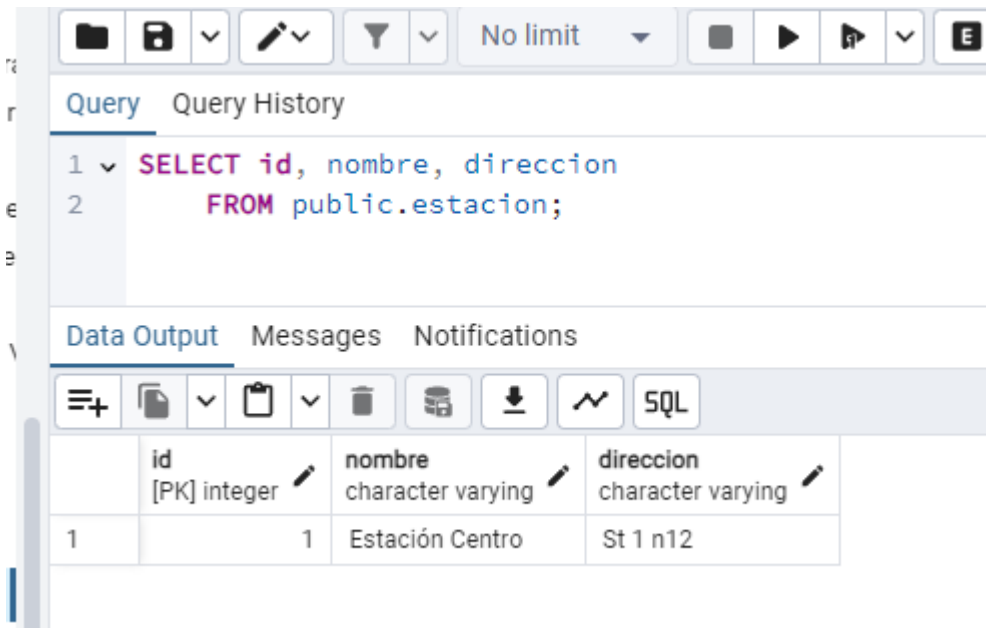 No limit
E
Query Query History
1 SELECT id, nombre, direccion
2 FROM public.estacion;
Data Output Messages Notifications
SQL
id nombre direccion
[PK] integer character varying character varying
1 1 Estación Centro St 1 n12